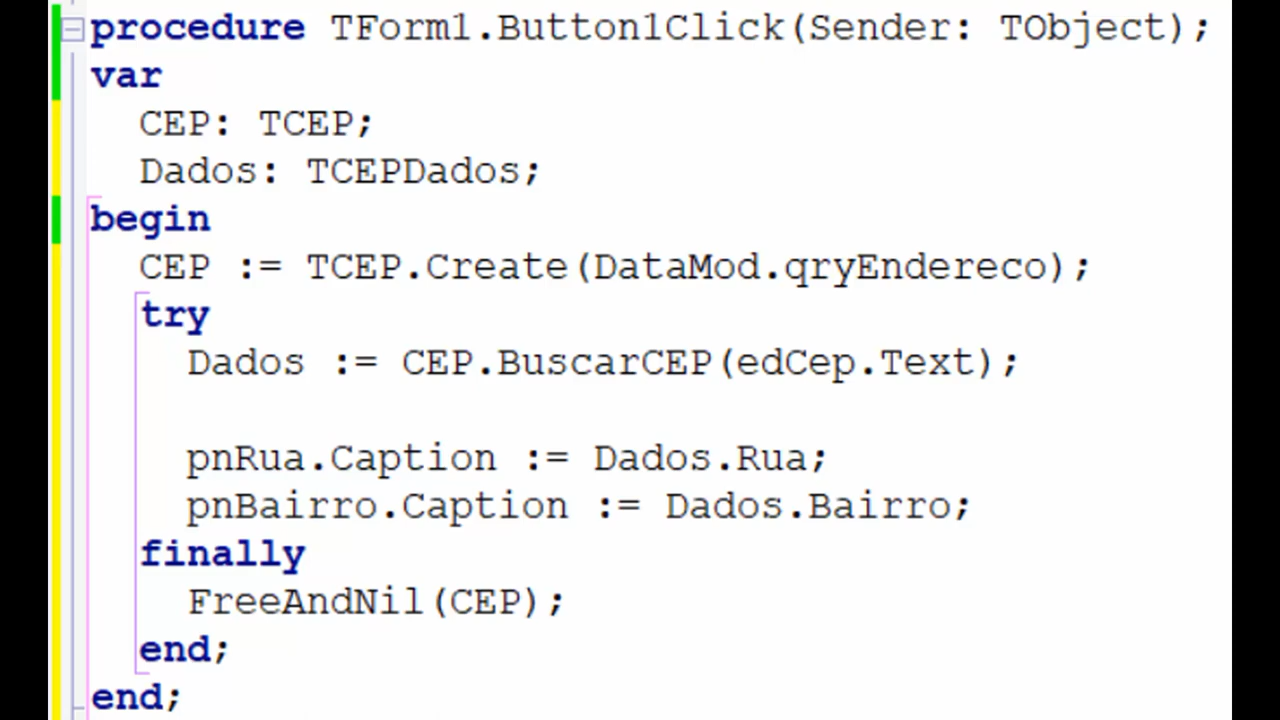 procedure TForm1.Button1Click(Sender: TObject);
var
  CEP: TCEP;
  Dados: TCEPDados;
begin
  CEP := TCEP.Create(DataMod.qryEndereco);
  try
    Dados := CEP.BuscarCEP(edCep.Text);

    pnRua.Caption := Dados.Rua;
    pnBairro.Caption := Dados.Bairro;
  finally
    FreeAndNil(CEP);
  end;
end;